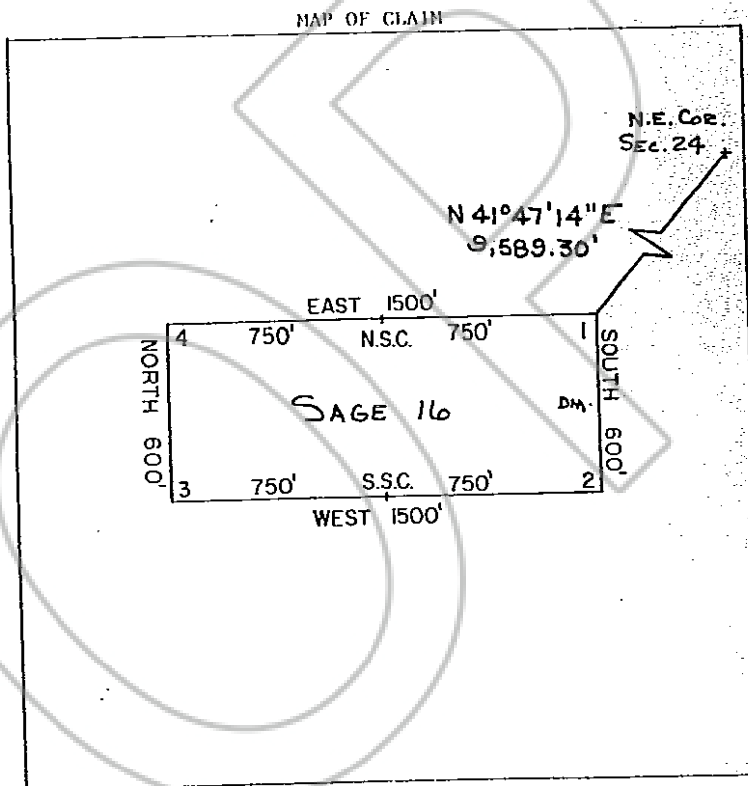 MAP OF CLAIM
N.E. COR.
SEC. 24
N 41°47'14"E
9,589.30'
EAST 1500'
4 750' N.S.C. 750' 1
NORTH 600'
SAGE 16
DM.
SOUTH 600'
3 750' S.S.C. 750' 2
WEST 1500'